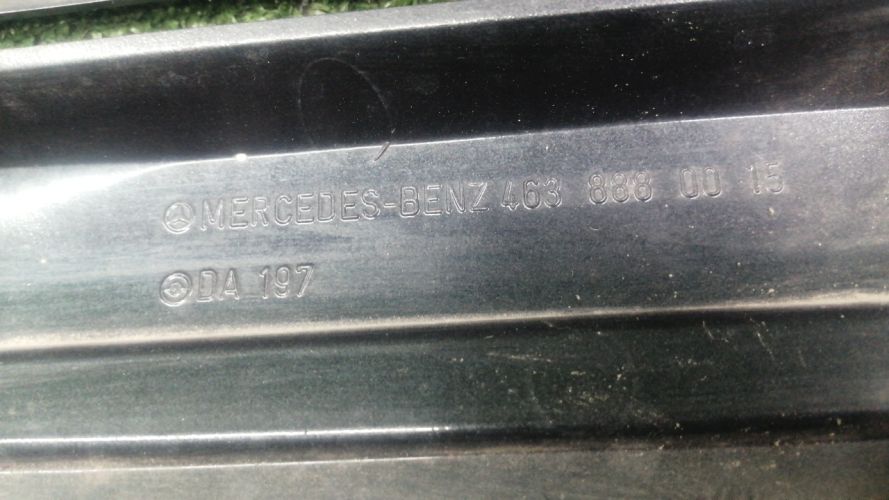 MERCEDES-BENZ 463 888 00 15
DA 197